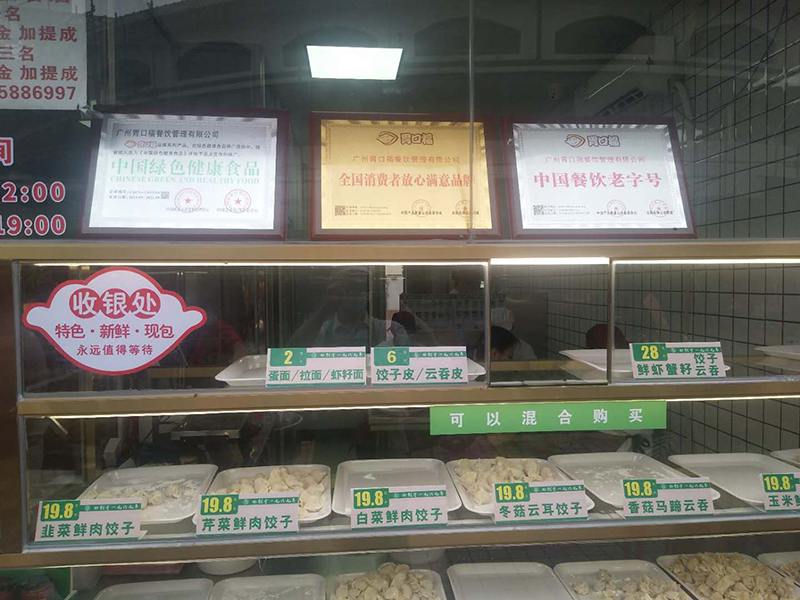 名
金 加提成
三名
金 加提成
5886997
2:00
19:00
广州胃口福餐饮管理有限公司
中国绿色健康食品
CHINESE GREEN AND HEALTHY FOOD
胃口福
广州胃口福餐饮管理有限公司
全国消费者放心满意品牌
胃口福
广州胃口福餐饮管理有限公司
中国餐饮老字号
收银处
特色·新鲜·现包
永远值得等待
2
蛋面/拉面/虾籽面
6
饺子皮/云吞皮
28
鲜虾蟹籽 饺子 云吞
可以混合购买
19.8
韭菜鲜肉饺子
19.8
芹菜鲜肉饺子
19.8
白菜鲜肉饺子
19.8
冬菇云耳饺子
19.8
香菇马蹄云吞
19.8
玉米